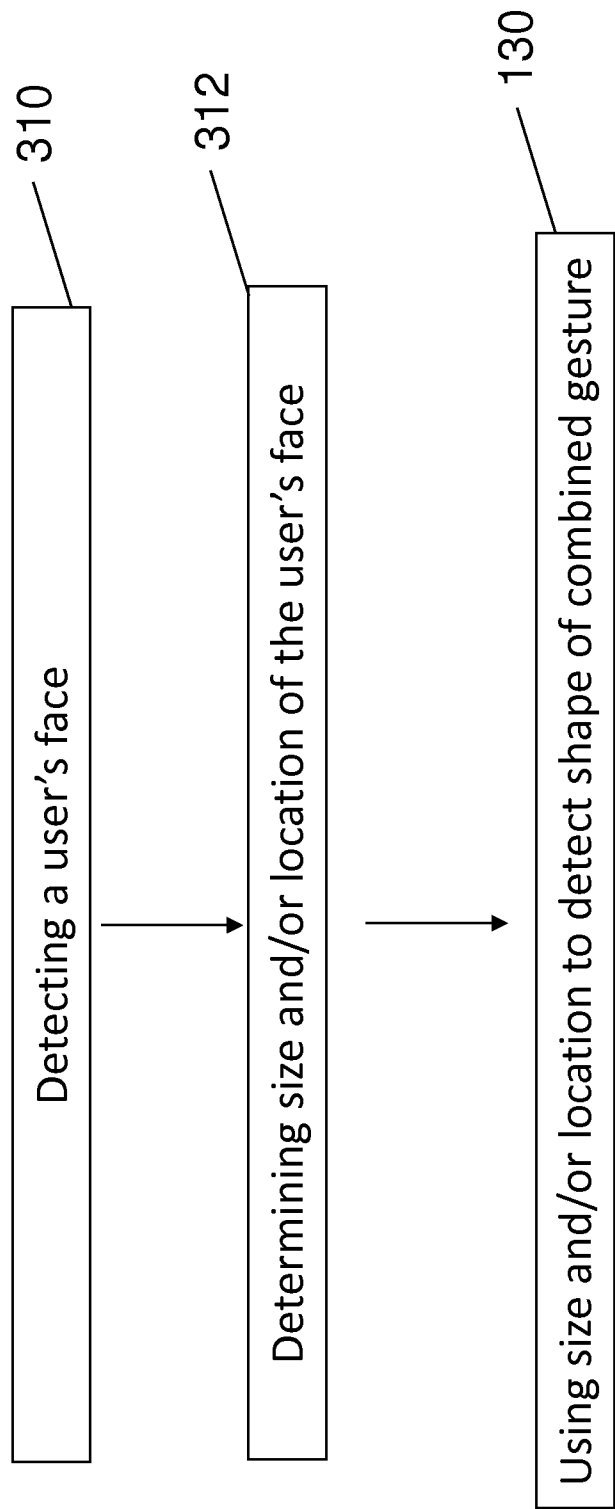 Detecting a user’s face
310
Determining size and/or location of the user’s face
312
Using size and/or location to detect shape of combined gesture
130